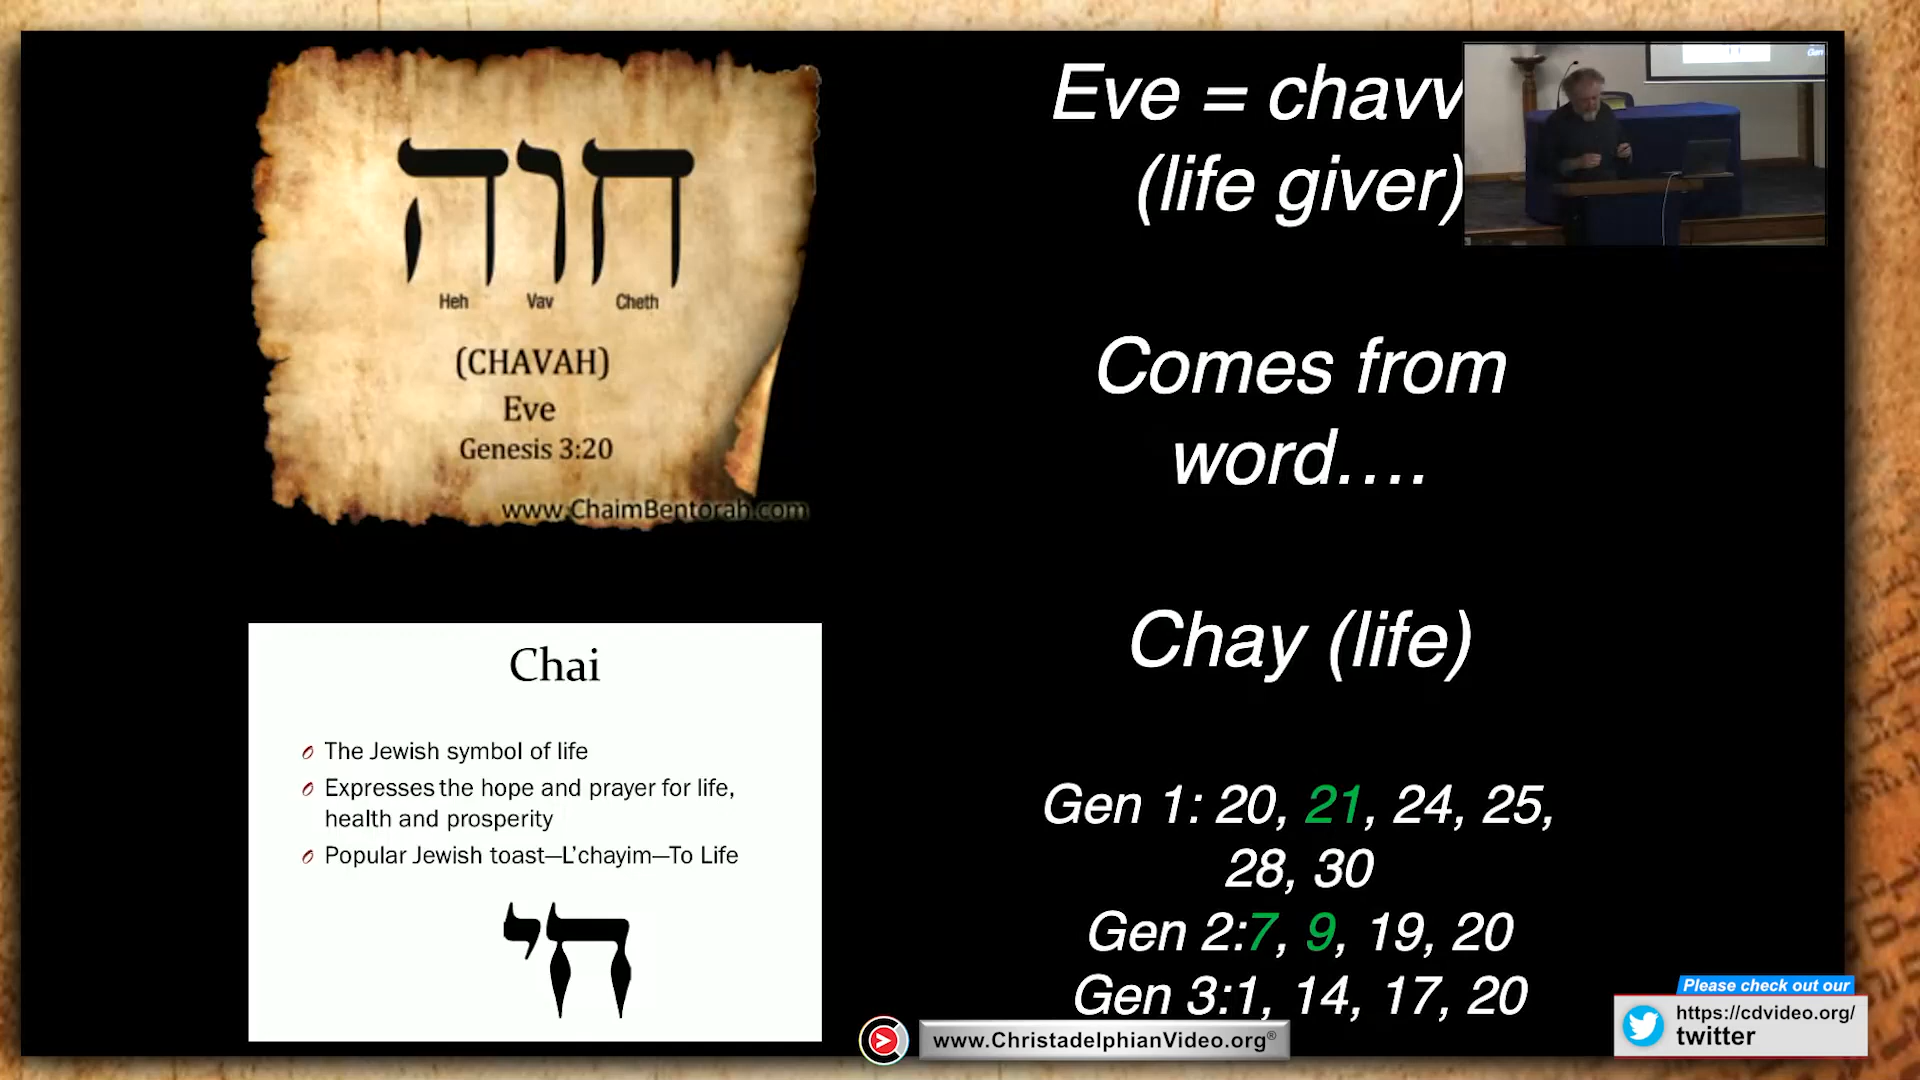 חוה
Heh Vav Cheth
(CHAVAH)
Eve
Genesis 3:20
www.ChaimBentorah.com
Chai
The Jewish symbol of life
Expresses the hope and prayer for life,
health and prosperity
Popular Jewish toast—L'chayim—To Life
חי
Eve = chavv
(life giver)
Comes from
word….
Chay (life)
Gen 1: 20, 21, 24, 25,
28, 30
Gen 2:7, 9, 19, 20
Gen 3:1, 14, 17, 20
Gen
www.ChristadelphianVideo.org®
Please check out our
https://cdvideo.org/
twitter